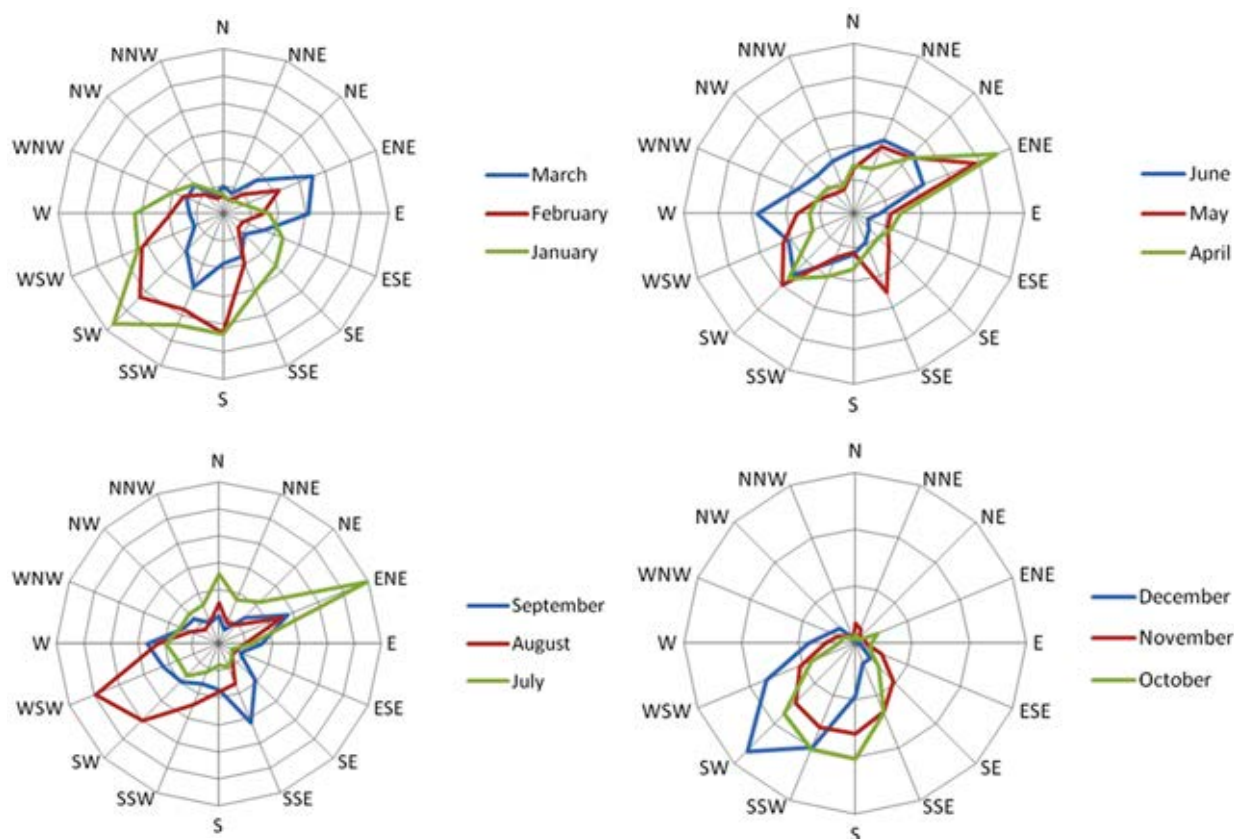 N
NNE
NE
ENE
E
ESE
SE
SSE
S
SSW
SW
WSW
W
WNW
NW
NNW
March
February
January
N
NNE
NE
ENE
E
ESE
SE
SSE
S
SSW
SW
WSW
W
WNW
NW
NNW
June
May
April
N
NNE
NE
ENE
E
ESE
SE
SSE
S
SSW
SW
WSW
W
WNW
NW
NNW
September
August
July
N
NNE
NE
ENE
E
ESE
SE
SSE
S
SSW
SW
WSW
W
WNW
NW
NNW
December
November
October